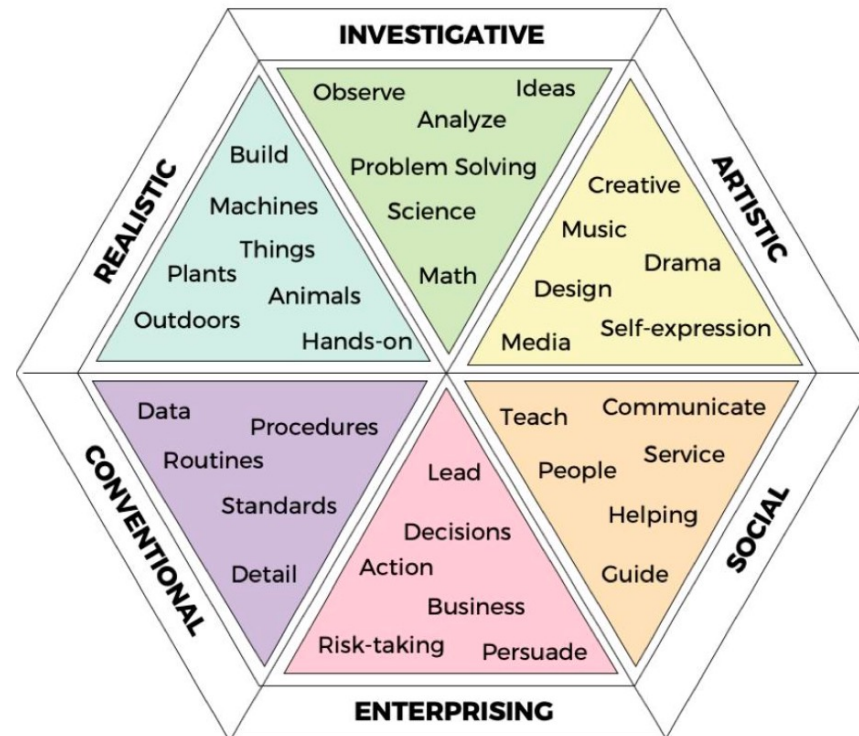 INVESTIGATIVE
Observe
Ideas
Analyze
Problem Solving
Science
Math
REALISTIC
Build
Machines
Things
Plants
Animals
Outdoors
Hands-on
ARTISTIC
Creative
Music
Drama
Design
Self-expression
Media
CONVENTIONAL
Data
Procedures
Routines
Standards
Detail
Lead
Decisions
Action
Business
Risk-taking
Persuade
ENTERPRISING
Teach
Communicate
Service
People
Helping
Guide
SOCIAL